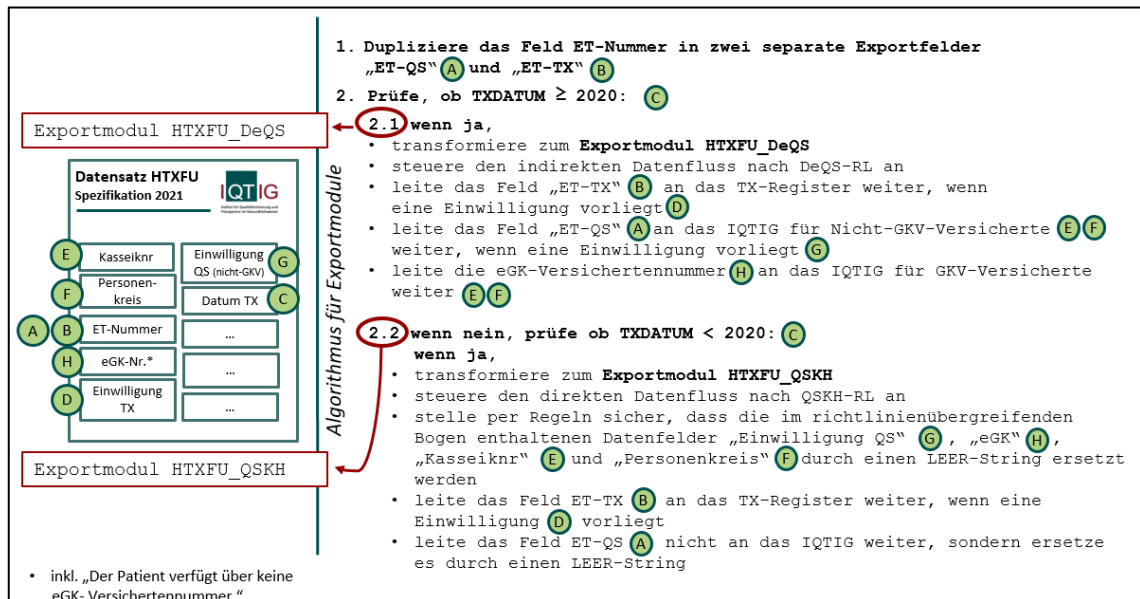 1. Dupliziere das Feld ET-Nummer in zwei separate Exportfelder
„ET-QS“ A und „ET-TX“ B
2. Prüfe, ob TXDATUM ≥ 2020: C
2.1 wenn ja,
• transformiere zum Exportmodul HTXFU_DeQS
• steuere den indirekten Datenfluss nach DeQS-RL an
• leite das Feld „ET-TX“ B an das TX-Register weiter, wenn
eine Einwilligung vorliegt D
• leite das Feld „ET-QS“ A an das IQTIG für Nicht-GKV-Versicherte E F
weiter, wenn eine Einwilligung vorliegt G
• leite die eGK-Versichertennummer H an das IQTIG für GKV-Versicherte
weiter E F
2.2 wenn nein, prüfe ob TXDATUM < 2020: C
wenn ja,
• transformiere zum Exportmodul HTXFU_QSKH
• steuere den direkten Datenfluss nach QSKH-RL an
• stelle per Regeln sicher, dass die im richtlinienübergreifenden
Bogen enthaltenen Datenfelder „Einwilligung QS“ G , „eGK“ H ,
„Kasseiknr“ E und „Personenkreis“ F durch einen LEER-String ersetzt
werden
• leite das Feld ET-TX B an das TX-Register weiter, wenn eine
Einwilligung D vorliegt
• leite das Feld ET-QS A nicht an das IQTIG weiter, sondern ersetze
es durch einen LEER-String
Algorithmus für Exportmodule
Exportmodul HTXFU_DeQS
Datensatz HTXFU
Spezifikation 2021
IQTIG
Institut für Qualitätssicherung und
Transparenz im Gesundheitswesen
E Kasseiknr
Einwilligung
QS (nicht-GKV) G
F Personen-
kreis
Datum TX C
A B ET-Nummer
...
H eGK-Nr.*
...
D Einwilligung
TX
...
Exportmodul HTXFU_QSKH
• inkl. „Der Patient verfügt über keine
eGK- Versichertennummer.“